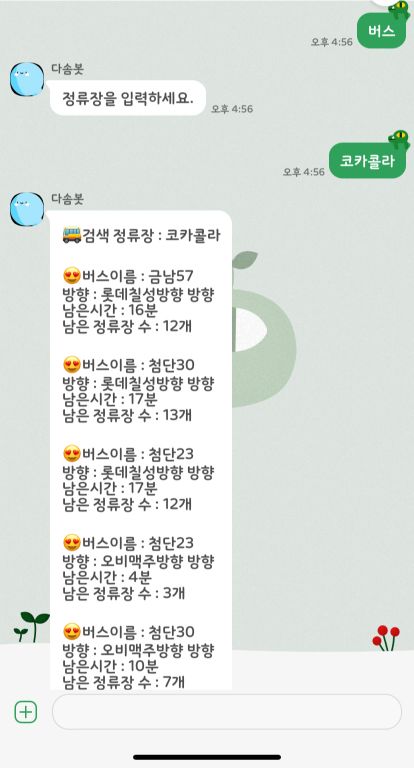 버스
오후 4:56
다솜봇
정류장을 입력하세요.
오후 4:56
코카콜라
오후 4:56
다솜봇
🚌검색 정류장 : 코카콜라
😍버스이름 : 금남57
방향 : 롯데칠성방향 방향
남은시간 : 16분
남은 정류장 수 : 12개
😍버스이름 : 첨단30
방향 : 롯데칠성방향 방향
남은시간 : 17분
남은 정류장 수 : 13개
😍버스이름 : 첨단23
방향 : 롯데칠성방향 방향
남은시간 : 17분
남은 정류장 수 : 12개
😍버스이름 : 첨단23
방향 : 오비맥주방향 방향
남은시간 : 4분
남은 정류장 수 : 3개
😍버스이름 : 첨단30
방향 : 오비맥주방향 방향
남은시간 : 10분
남은 정류장 수 : 7개